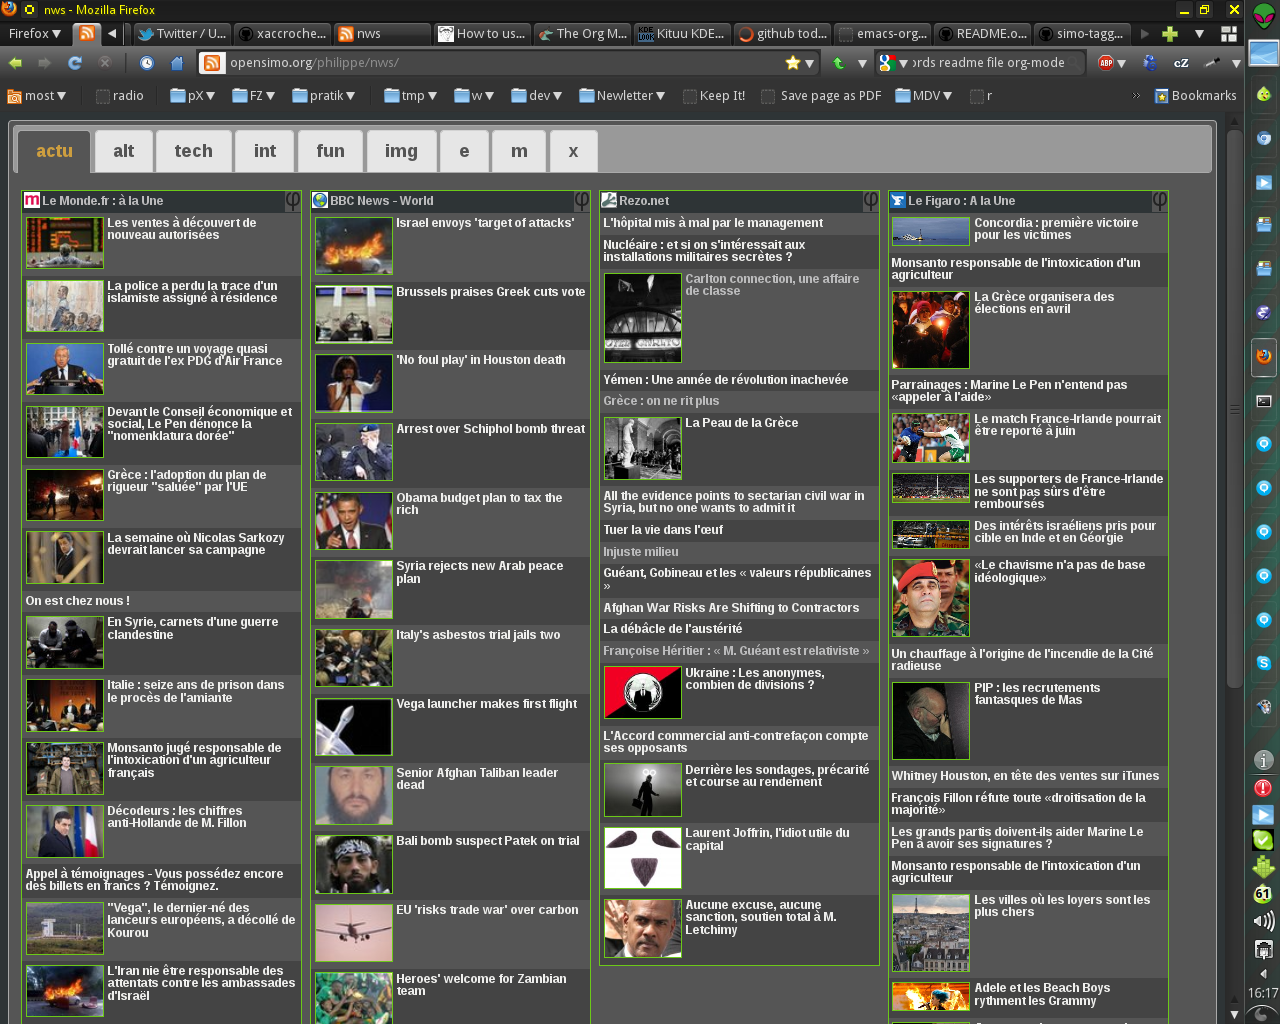 nws - Mozilla Firefox
Firefox
Twitter / U...
xaccroche...
nws
How to us...
The Org M...
Kituu KDE...
github tod...
emacs-org...
README.o...
simo-tagg...
opensimo.org/philippe/nws/
ords readme file org-mode
ABP
cZ
most
radio
pX
FZ
pratik
tmp
w
dev
Newletter
Keep It!
Save page as PDF
MDV
r
Bookmarks
actu
alt
tech
int
fun
img
e
m
x
Le Monde.fr : à la Une
φ
Les ventes à découvert de
nouveau autorisées
La police a perdu la trace d'un
islamiste assigné à résidence
Tollé contre un voyage quasi
gratuit de l'ex PDG d'Air France
Devant le Conseil économique et
social, Le Pen dénonce la
"nomenklatura dorée"
Grèce : l'adoption du plan de
rigueur "saluée" par l'UE
La semaine où Nicolas Sarkozy
devrait lancer sa campagne
On est chez nous !
En Syrie, carnets d'une guerre
clandestine
Italie : seize ans de prison dans
le procès de l'amiante
Monsanto jugé responsable de
l'intoxication d'un agriculteur
français
Décodeurs : les chiffres
anti-Hollande de M. Fillon
Appel à témoignages - Vous possédez encore
des billets en francs ? Témoignez.
"Vega", le dernier-né des
lanceurs européens, a décollé de
Kourou
L'Iran nie être responsable des
attentats contre les ambassades
d'Israël
BBC News - World
φ
Israel envoys 'target of attacks'
Brussels praises Greek cuts vote
'No foul play' in Houston death
Arrest over Schiphol bomb threat
Obama budget plan to tax the
rich
Syria rejects new Arab peace
plan
Italy's asbestos trial jails two
Vega launcher makes first flight
Senior Afghan Taliban leader
dead
Bali bomb suspect Patek on trial
EU 'risks trade war' over carbon
Heroes' welcome for Zambian
team
Rezo.net
φ
L'hôpital mis à mal par le management
Nucléaire : et si on s'intéressait aux
installations militaires secrètes ?
Carlton connection, une affaire
de classe
Yémen : Une année de révolution inachevée
Grèce : on ne rit plus
La Peau de la Grèce
All the evidence points to sectarian civil war in
Syria, but no one wants to admit it
Tuer la vie dans l'œuf
Injuste milieu
Guéant, Gobineau et les « valeurs républicaines
»
Afghan War Risks Are Shifting to Contractors
La débâcle de l'austérité
Françoise Héritier : « M. Guéant est relativiste »
Ukraine : Les anonymes,
combien de divisions ?
L'Accord commercial anti-contrefaçon compte
ses opposants
Derrière les sondages, précarité
et course au rendement
Laurent Joffrin, l'idiot utile du
capital
Aucune excuse, aucune
sanction, soutien total à M.
Letchimy
Le Figaro : A la Une
φ
Concordia : première victoire
pour les victimes
Monsanto responsable de l'intoxication d'un
agriculteur
La Grèce organisera des
élections en avril
Parrainages : Marine Le Pen n'entend pas
«appeler à l'aide»
Le match France-Irlande pourrait
être reporté à juin
Les supporters de France-Irlande
ne sont pas sûrs d'être
remboursés
Des intérêts israéliens pris pour
cible en Inde et en Géorgie
«Le chavisme n'a pas de base
idéologique»
Un chauffage à l'origine de l'incendie de la Cité
radieuse
PIP : les recrutements
fantasques de Mas
Whitney Houston, en tête des ventes sur iTunes
François Fillon réfute toute «droitisation de la
majorité»
Les grands partis doivent-ils aider Marine Le
Pen à avoir ses signatures ?
Monsanto responsable de l'intoxication d'un
agriculteur
Les villes où les loyers sont les
plus chers
Adele et les Beach Boys
rythment les Grammy
61
16:17